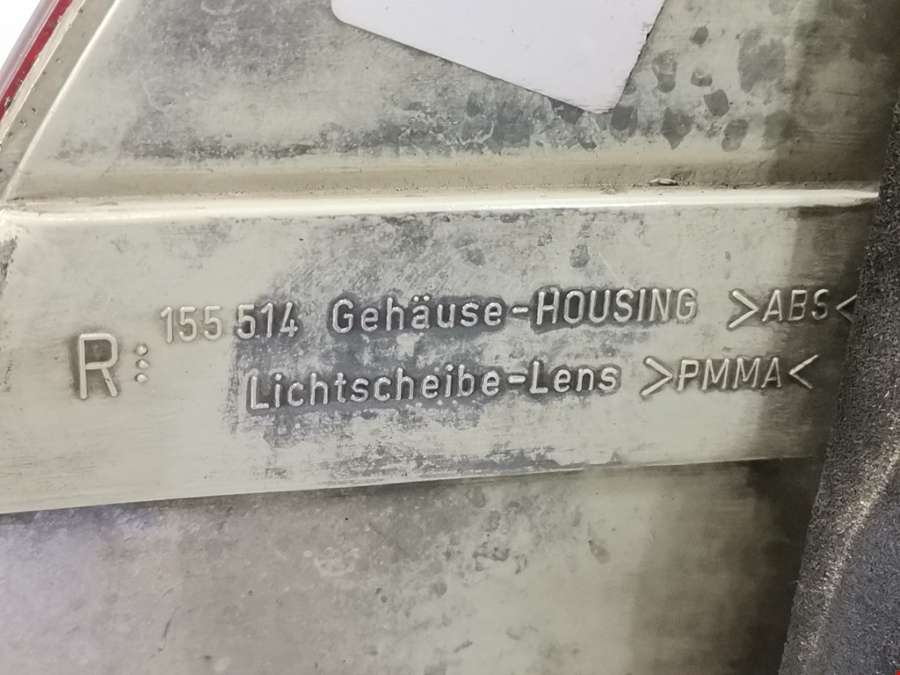 R: 155 514 Gehäuse-HOUSING >ABS<
Lichtscheibe-Lens >PMMA<